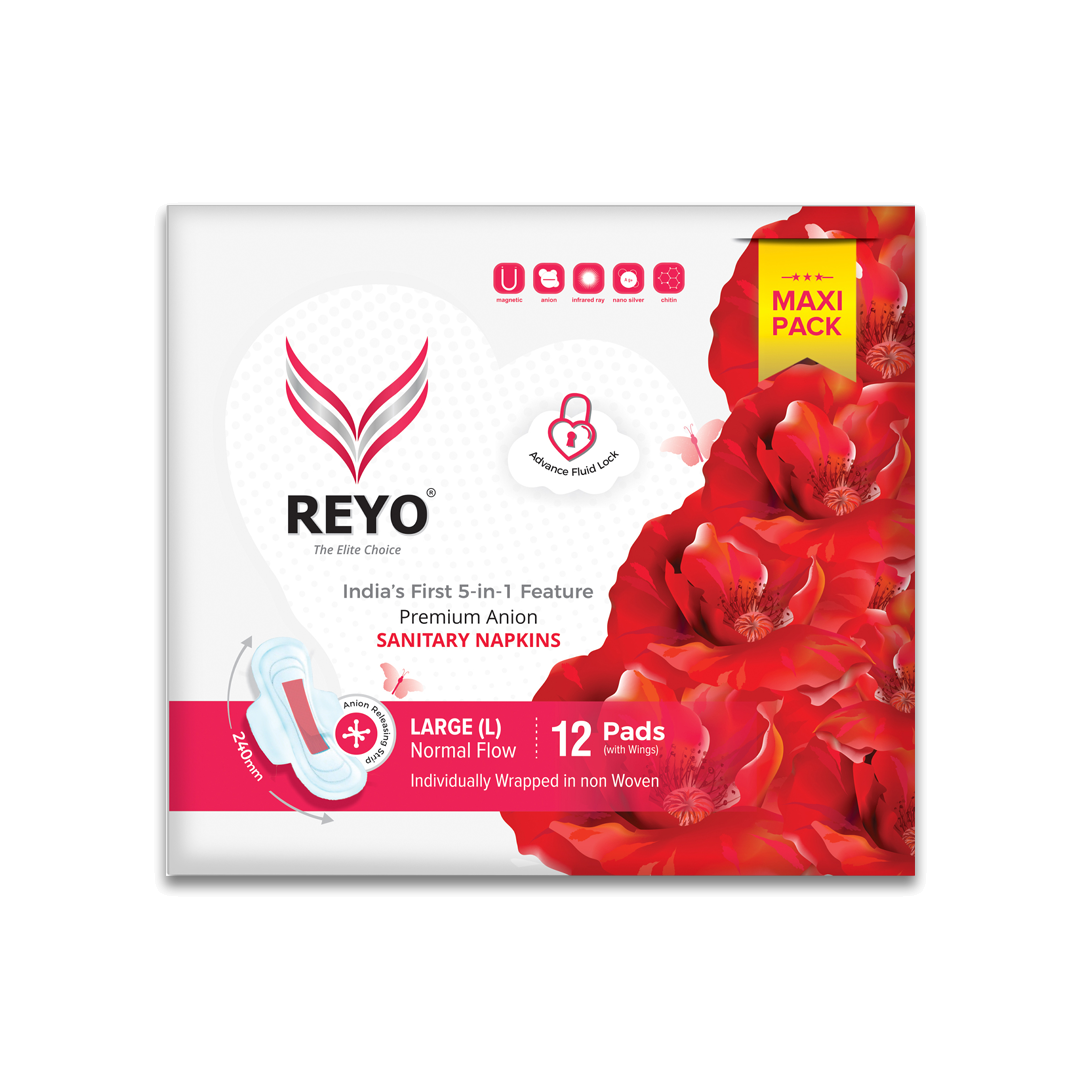 magnetic
anion
infrared ray
nano silver
Ag+
chitin
MAXI
PACK
REYO®
The Elite Choice
Advance Fluid Lock
India's First 5-in-1 Feature
Premium Anion
SANITARY NAPKINS
240mm
Anion Releasing Strip
LARGE (L)
Normal Flow
12 Pads
(with Wings)
Individually Wrapped in non Woven